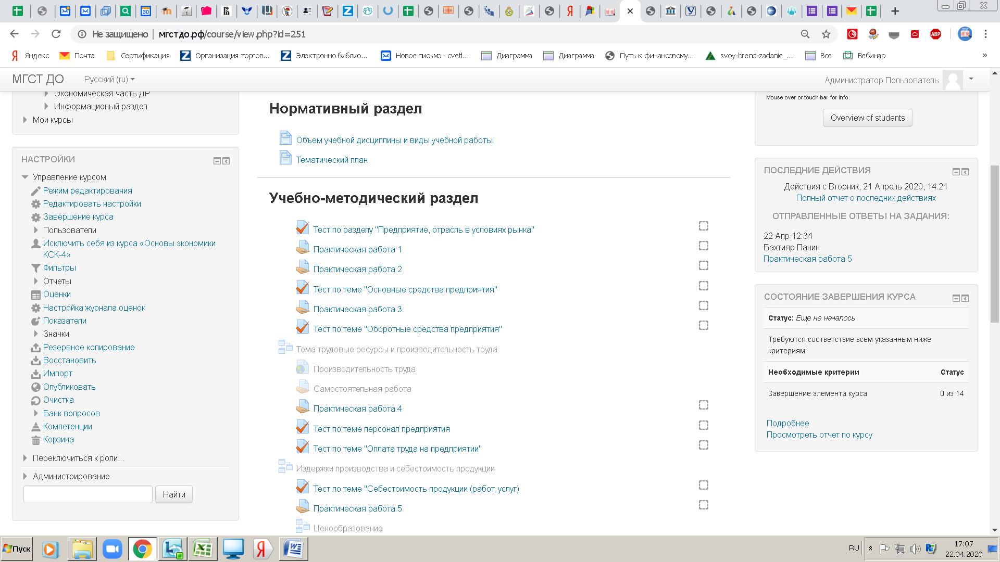 Не защищено | мгстдо.рф/course/view.php?id=251
Яндекс
Почта
Сертификация
Организация торгов...
Электронно библио...
Новое письмо - cvetl...
Диаграмма
Диаграмма
Путь к финансовому...
svoy-brend-zadanie_...
Все
Вебинар
»
МГСТ ДО
Русский (ru)
Администратор Пользователь
Экономическая часть ДР
Информационый раздел
Мои курсы
НАСТРОЙКИ
Управление курсом
Режим редактирования
Редактировать настройки
Завершение курса
Пользователи
Исключить себя из курса «Основы экономики
КСК-4»
Фильтры
Отчеты
Оценки
Настройка журнала оценок
Показатели
Значки
Резервное копирование
Восстановить
Импорт
Опубликовать
Очистка
Банк вопросов
Компетенции
Корзина
Переключиться к роли...
Администрирование
Найти
Нормативный раздел
Объем учебной дисциплины и виды учебной работы
Тематический план
Учебно-методический раздел
Тест по разделу "Предприятие, отрасль в условиях рынка"
Практическая работа 1
Практическая работа 2
Тест по теме "Основные средства предприятия"
Практическая работа 3
Тест по теме "Оборотные средства предприятия"
Тема трудовые ресурсы и производительность труда
Производительность труда
Самостоятельная работа
Практическая работа 4
Тест по теме персонал предприятия
Тест по теме "Оплата труда на предприятии"
Издержки производства и себестоимость продукции
Тест по теме "Себестоимость продукции (работ, услуг)
Практическая работа 5
Ценообразование
Mouse over or touch bar for info.
Overview of students
ПОСЛЕДНИЕ ДЕЙСТВИЯ
Действия с Вторник, 21 Апрель 2020, 14:21
Полный отчет о последних действиях
ОТПРАВЛЕННЫЕ ОТВЕТЫ НА ЗАДАНИЯ:
22 Апр 12:34
Бахтияр Панин
Практическая работа 5
СОСТОЯНИЕ ЗАВЕРШЕНИЯ КУРСА
Статус: Еще не началось
Требуются соответствие всем указанным ниже
критериям:
Необходимые критерии Статус
Завершение элемента курса 0 из 14
Подробнее
Просмотреть отчет по курсу
Пуск
RU
17:07
22.04.2020